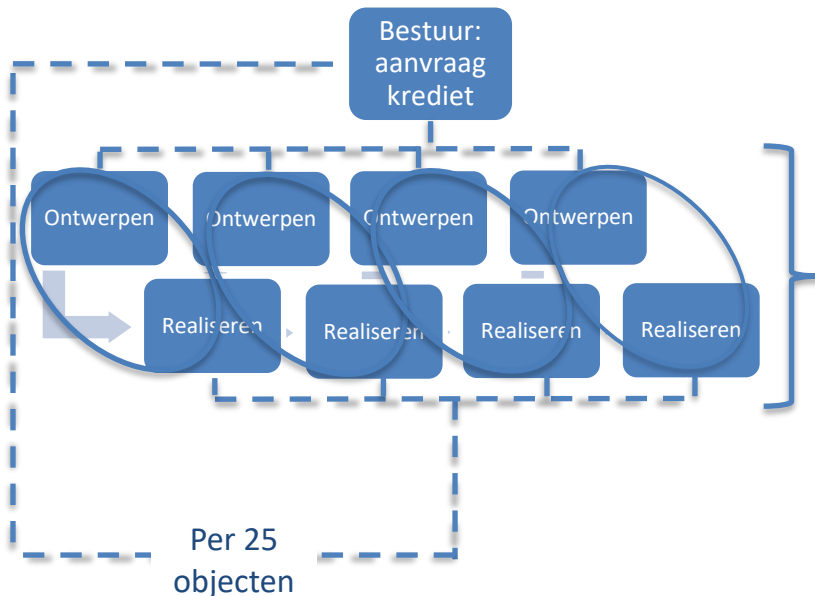 Bestuur:
aanvraag
krediet
Ontwerpen Ontwerpen Ontwerpen Ontwerpen
Realiseren Realiseren Realiseren Realiseren
Per 25
objecten